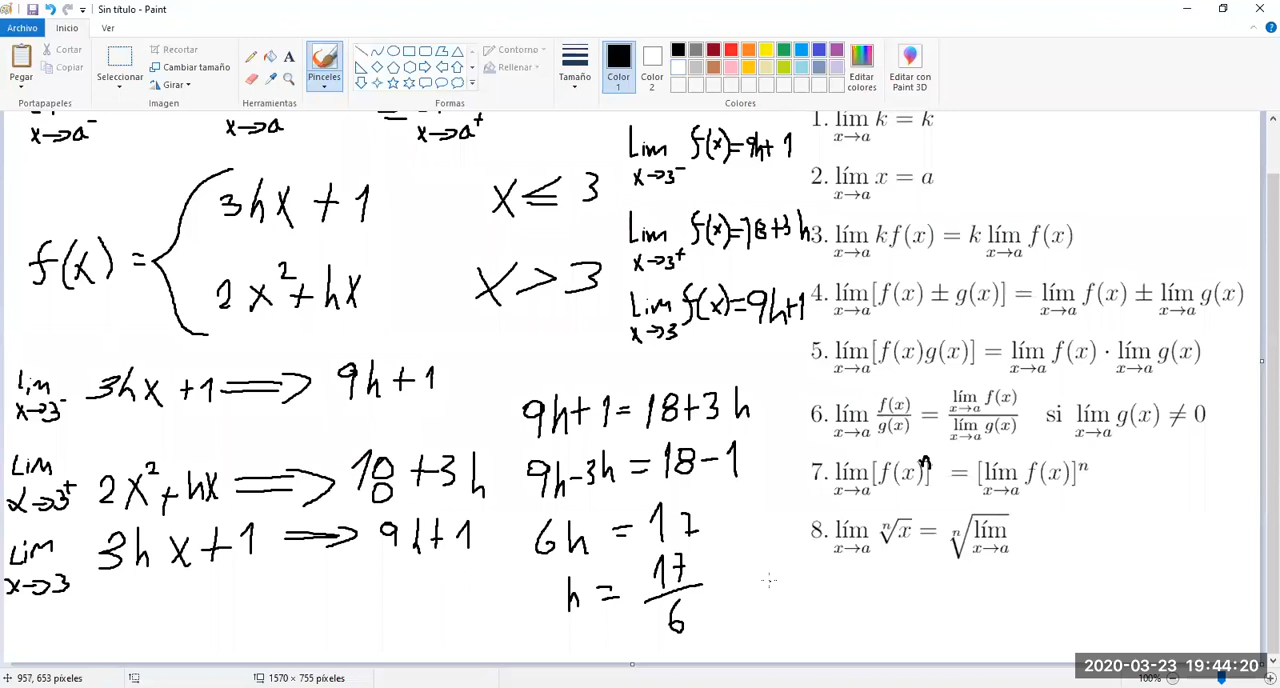 Sin título - Paint
Archivo Inicio Ver
Pegar
Cortar
Copiar
Portapapeles
Seleccionar
Recortar
Cambiar tamaño
Girar
Imagen
Herramientas
Pinceles
Contorno
Rellenar
Formas
Tamaño
Color 1
Color 2
Editar colores
Editar con Paint 3D
Colores
x→a⁻ x→a = x→a⁺
f(x) = { 3hx + 1 x ≤ 3
2x² + hx x > 3
lim x→3⁻ 3hx + 1 ⟹ 9h + 1
Lim x→3⁺ 2x² + hx ⟹ 18 + 3h
Lim x→3 3hx + 1 ⟹ 9h + 1
Lim x→3⁻ f(x) = 9h + 1
Lim x→3⁺ f(x) = 18 + 3h
Lim x→3 f(x) = 9h + 1
9h + 1 = 18 + 3h
9h - 3h = 18 - 1
6h = 17
h = 17/6
1. lím x→a k = k
2. lím x→a x = a
3. lím x→a kf(x) = k lím x→a f(x)
4. lím x→a [f(x) ± g(x)] = lím x→a f(x) ± lím x→a g(x)
5. lím x→a [f(x)g(x)] = lím x→a f(x) · lím x→a g(x)
6. lím x→a f(x)/g(x) = lím x→a f(x) / lím x→a g(x) si lím x→a g(x) ≠ 0
7. lím x→a [f(x)ⁿ] = [lím x→a f(x)]ⁿ
8. lím x→a ⁿ√x = ⁿ√lím x→a
957, 653 píxeles
1570 × 755 píxeles
100%
2020-03-23 19:44:20